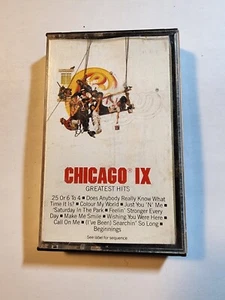 CHICAGO IX
GREATEST HITS
25 Or 6 To 4 ■ Does Anybody Really Know What
Time It Is? ■ Colour My World ■ Just You 'N' Me ■
Saturday In The Park ■ Feelin' Stronger Every
Day ■ Make Me Smile ■ Wishing You Were Here ■
Call On Me ■ (I've Been) Searchin' So Long ■
Beginnings
See label for sequence